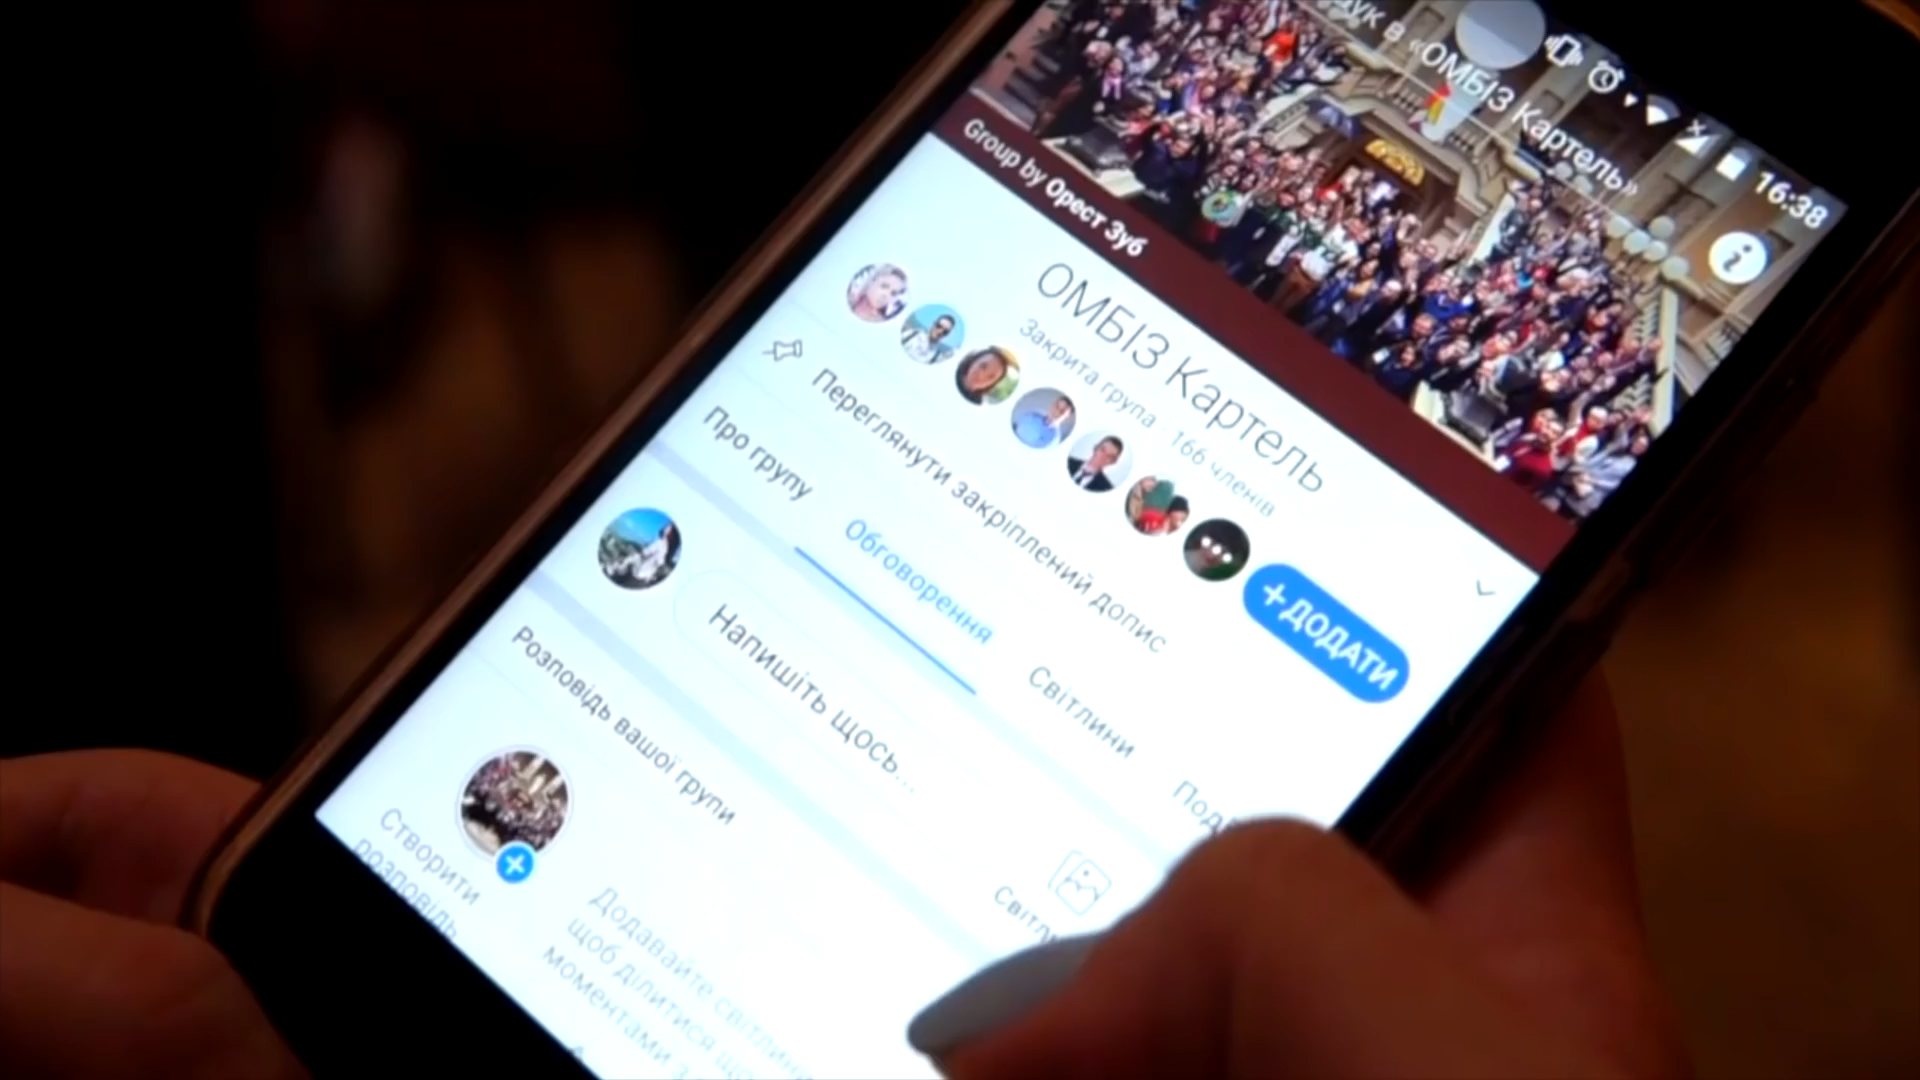 16:38
в «ОМБІЗ Картель»
Group by Орест Зуб
ОМБІЗ Картель
Закрита група · 166 членів
+ ДОДАТИ
Переглянути закріплений допис
Про групу
Обговорення
Світлини
Напишіть щось...
Розповідь вашої групи
Створити
розповідь
Додавайте світлини
щоб ділитися
моментами з